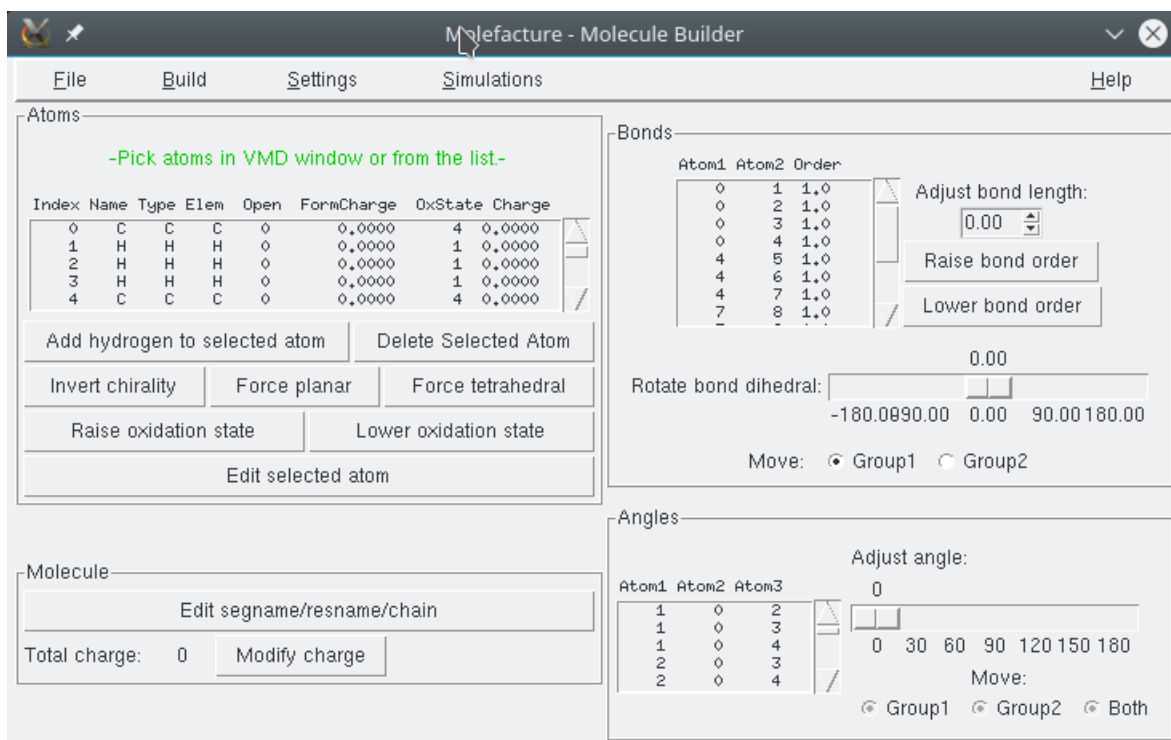 Molefacture - Molecule Builder
File Build Settings Simulations Help
Atoms
-Pick atoms in VMD window or from the list.-
Index Name Type Elem Open FormCharge OxState Charge
0 C C C 0 0.0000 4 0.0000
1 H H H 0 0.0000 1 0.0000
2 H H H 0 0.0000 1 0.0000
3 H H H 0 0.0000 1 0.0000
4 C C C 0 0.0000 4 0.0000
Add hydrogen to selected atom Delete Selected Atom
Invert chirality Force planar Force tetrahedral
Raise oxidation state Lower oxidation state
Edit selected atom
Molecule
Edit segname/resname/chain
Total charge: 0 Modify charge
Bonds
Atom1 Atom2 Order
0 1 1.0
0 2 1.0
0 3 1.0
0 4 1.0
4 5 1.0
4 6 1.0
4 7 1.0
7 8 1.0
Adjust bond length:
0.00
Raise bond order
Lower bond order
0.00
Rotate bond dihedral:
-180.00 -90.00 0.00 90.00 180.00
Move: Group1 Group2
Angles
Atom1 Atom2 Atom3
1 0 2
1 0 3
1 0 4
2 0 3
2 0 4
Adjust angle:
0
0 30 60 90 120 150 180
Move:
Group1 Group2 Both